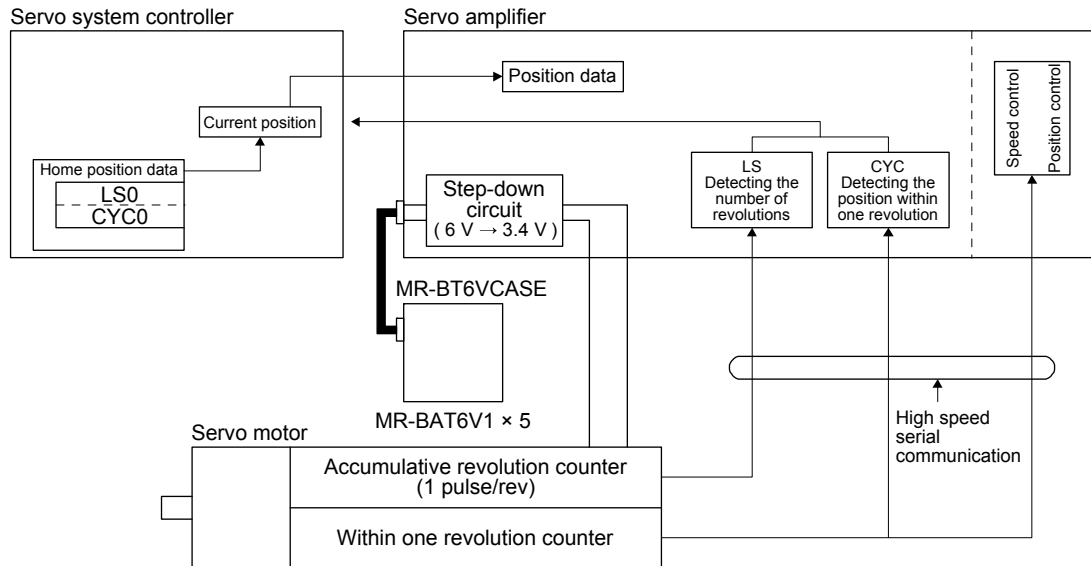 Servo system controller
Servo amplifier
Position data
Current position
Home position data
LS0
CYC0
Step-down
circuit
( 6 V → 3.4 V )
LS
Detecting the
number of
revolutions
CYC
Detecting the
position within
one revolution
Speed control
Position control
MR-BT6VCASE
MR-BAT6V1 × 5
High speed
serial
communication
Servo motor
Accumulative revolution counter
(1 pulse/rev)
Within one revolution counter